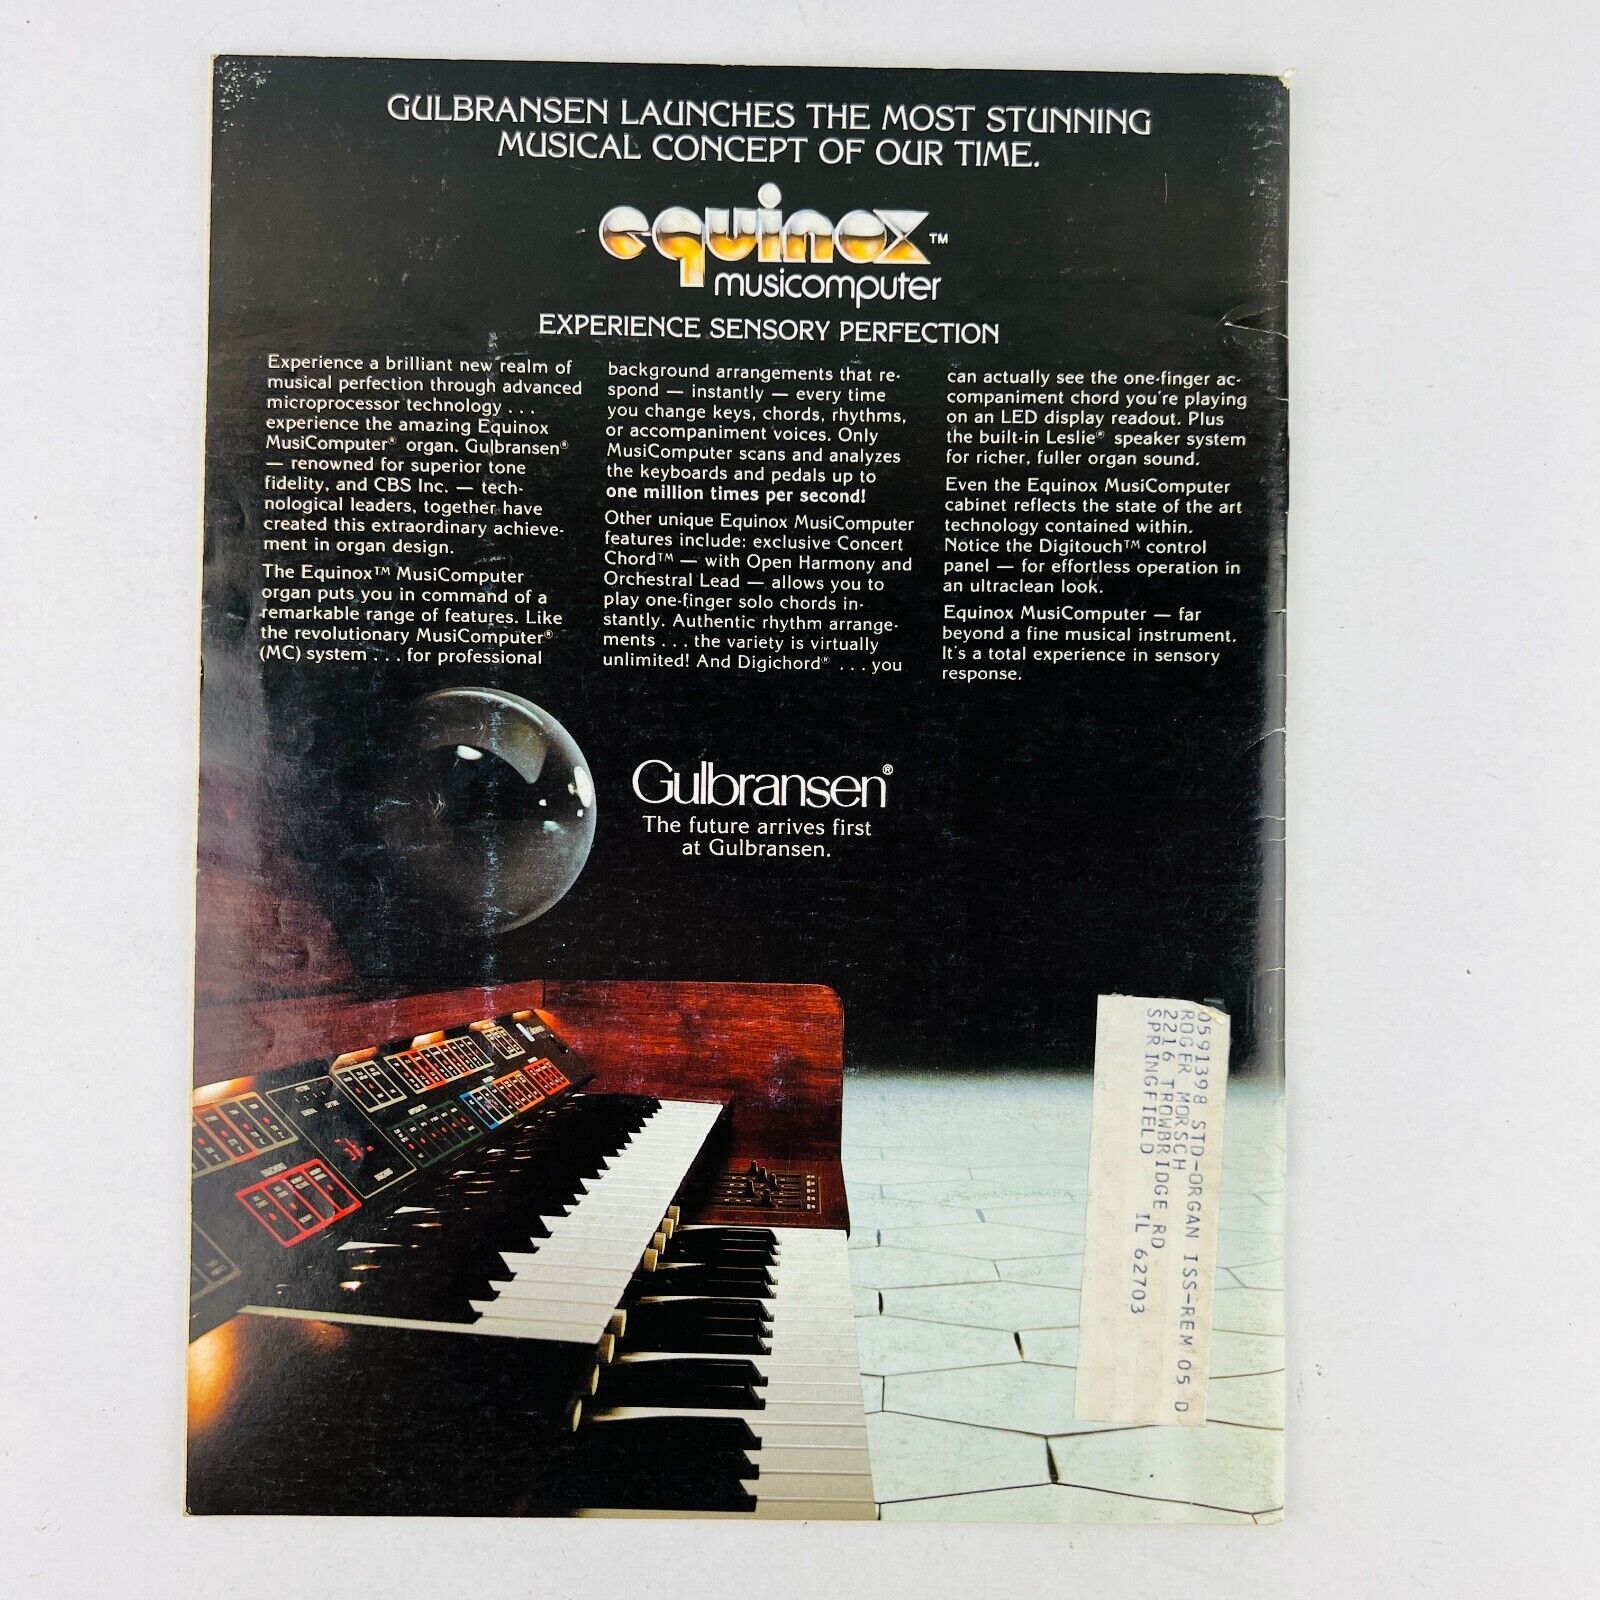 GULBRANSEN LAUNCHES THE MOST STUNNING
MUSICAL CONCEPT OF OUR TIME.
equinox™
musicomputer
EXPERIENCE SENSORY PERFECTION
Experience a brilliant new realm of
musical perfection through advanced
microprocessor technology . . .
experience the amazing Equinox
MusiComputer® organ. Gulbransen®
— renowned for superior tone
fidelity, and CBS Inc. — tech-
nological leaders, together have
created this extraordinary achieve-
ment in organ design.
The Equinox™ MusiComputer
organ puts you in command of a
remarkable range of features. Like
the revolutionary MusiComputer®
(MC) system . . . for professional
background arrangements that re-
spond — instantly — every time
you change keys, chords, rhythms,
or accompaniment voices. Only
MusiComputer scans and analyzes
the keyboards and pedals up to
one million times per second!
Other unique Equinox MusiComputer
features include: exclusive Concert
Chord™ — with Open Harmony and
Orchestral Lead — allows you to
play one-finger solo chords in-
stantly. Authentic rhythm arrange-
ments . . . the variety is virtually
unlimited! And Digichord® . . . you
can actually see the one-finger ac-
companiment chord you're playing
on an LED display readout. Plus
the built-in Leslie® speaker system
for richer, fuller organ sound.
Even the Equinox MusiComputer
cabinet reflects the state of the art
technology contained within.
Notice the Digitouch™ control
panel — for effortless operation in
an ultraclean look.
Equinox MusiComputer — far
beyond a fine musical instrument.
It's a total experience in sensory
response.
Gulbransen®
The future arrives first
at Gulbransen.
0591398 STD-ORGAN ISS-REM 05 D
ROGER MORSCH
2216 TROWBRIDGE RD
SPRINGFIELD IL 62703